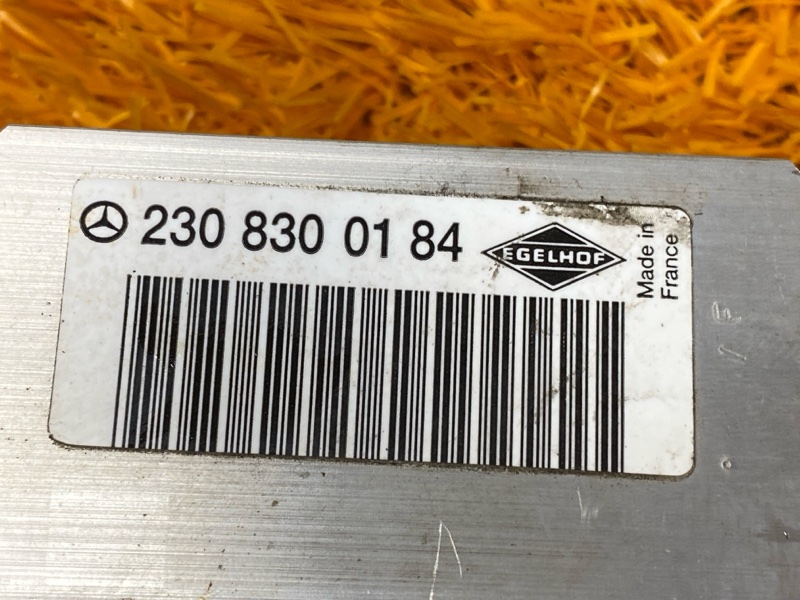 230 830 01 84
EGELHOF
Made in
France